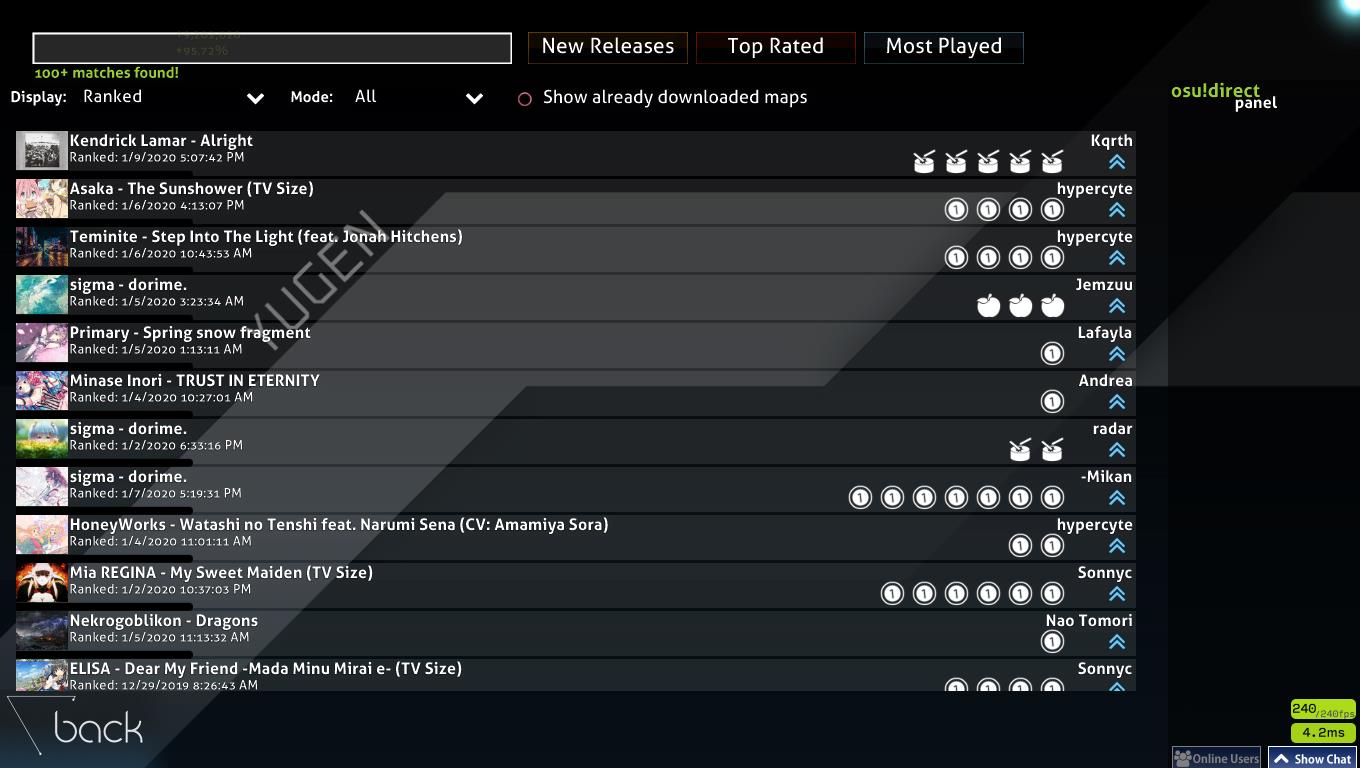 +95.72%
New Releases
Top Rated
Most Played
100+ matches found!
Display: Ranked
Mode: All
Show already downloaded maps
osu!direct
panel
Kendrick Lamar - Alright
Kqrth
Ranked: 1/9/2020 5:07:42 PM
Asaka - The Sunshower (TV Size)
hypercyte
Ranked: 1/6/2020 4:13:07 PM
Teminite - Step Into The Light (feat. Jonah Hitchens)
hypercyte
Ranked: 1/6/2020 10:43:53 AM
sigma - dorime.
Jemzuu
Ranked: 1/5/2020 3:23:34 AM
Primary - Spring snow fragment
Lafayla
Ranked: 1/5/2020 1:13:11 AM
Minase Inori - TRUST IN ETERNITY
Andrea
Ranked: 1/4/2020 10:27:01 AM
sigma - dorime.
radar
Ranked: 1/2/2020 6:33:16 PM
sigma - dorime.
-Mikan
Ranked: 1/7/2020 5:19:31 PM
HoneyWorks - Watashi no Tenshi feat. Narumi Sena (CV: Amamiya Sora)
hypercyte
Ranked: 1/4/2020 11:01:11 AM
Mia REGINA - My Sweet Maiden (TV Size)
Sonnyc
Ranked: 1/2/2020 10:37:03 PM
Nekrogoblikon - Dragons
Nao Tomori
Ranked: 1/5/2020 11:13:32 AM
ELISA - Dear My Friend -Mada Minu Mirai e- (TV Size)
Sonnyc
Ranked: 12/29/2019 8:26:43 AM
YUGEN
back
240/240fps
4.2ms
Online Users
Show Chat